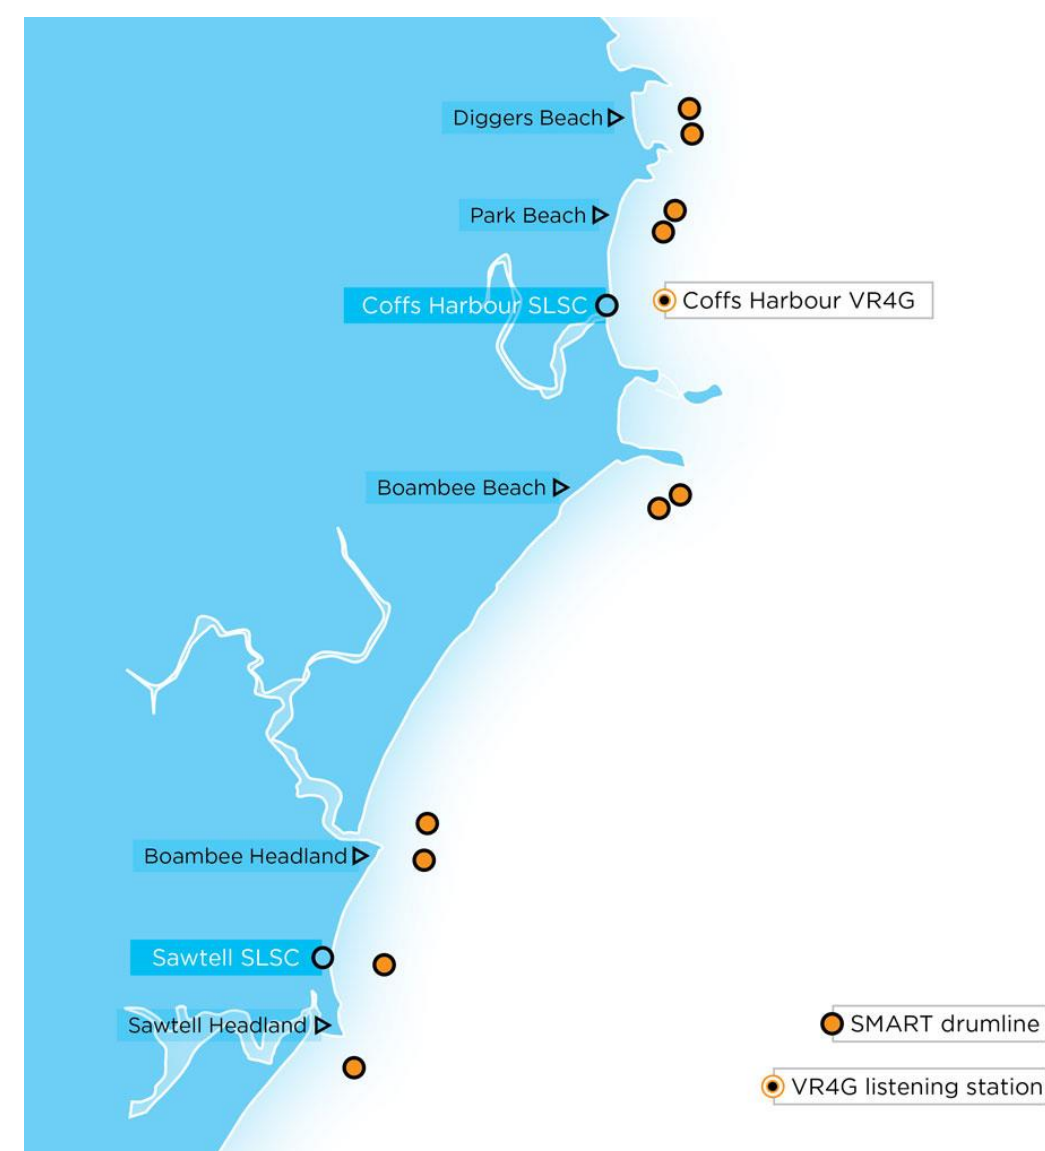 Diggers Beach
Park Beach
Coffs Harbour SLSC
Coffs Harbour VR4G
Boambee Beach
Boambee Headland
Sawtell SLSC
Sawtell Headland
SMART drumline
VR4G listening station